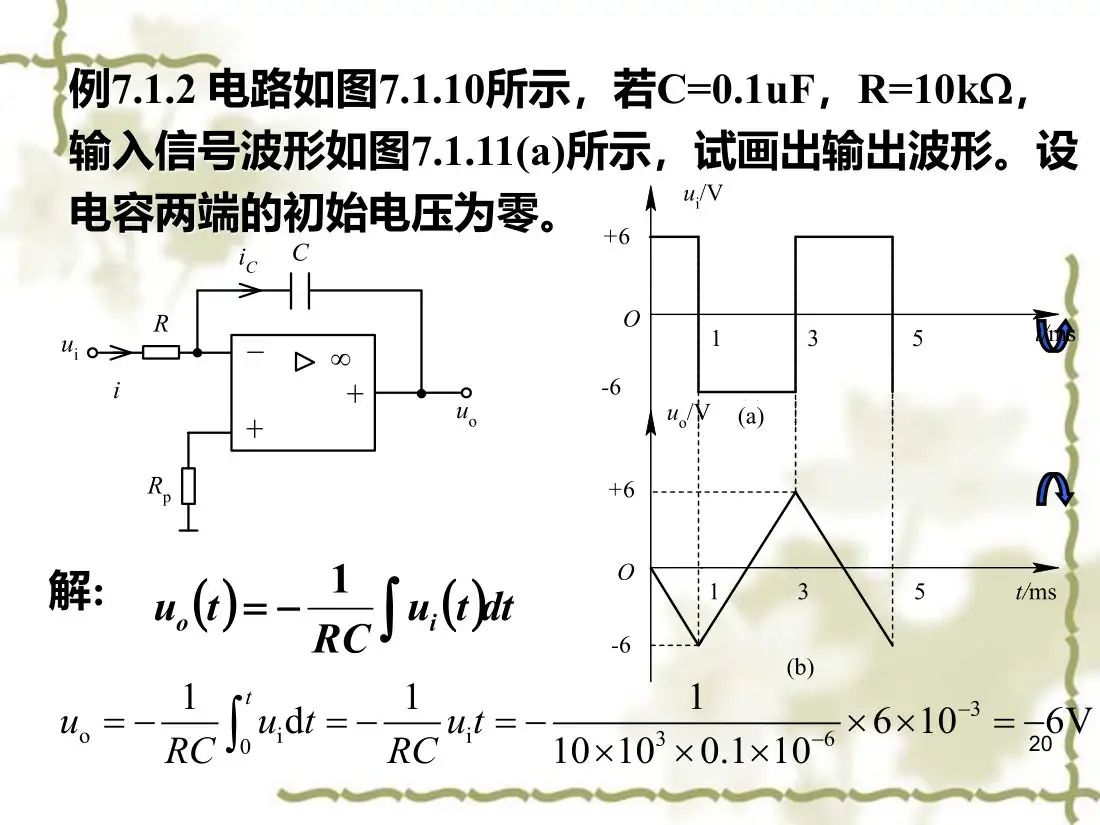 例7.1.2 电路如图7.1.10所示，若C=0.1uF，R=10kΩ，
输入信号波形如图7.1.11(a)所示，试画出输出波形。设
电容两端的初始电压为零。
iC C
R
ui
i
− ▷ ∞
+
+
uo
Rp
ui/V
+6
O 1 3 5 t/ms
-6
(a)
uo/V
+6
O 1 3 5 t/ms
-6
(b)
解:
uo(t)=−1/RC ∫ui(t)dt
uo = −1/RC ∫0^t ui dt = −1/RC ui t = −1/(10×10^3×0.1×10^−6) ×6×10^−3 = −6V
20